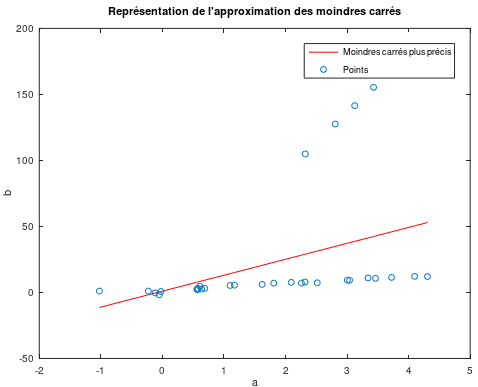 Représentation de l'approximation des moindres carrés
200
Moindres carrés plus précis
Points
150
100
b
50
0
-50
-2
-1
0
1
2
3
4
5
a